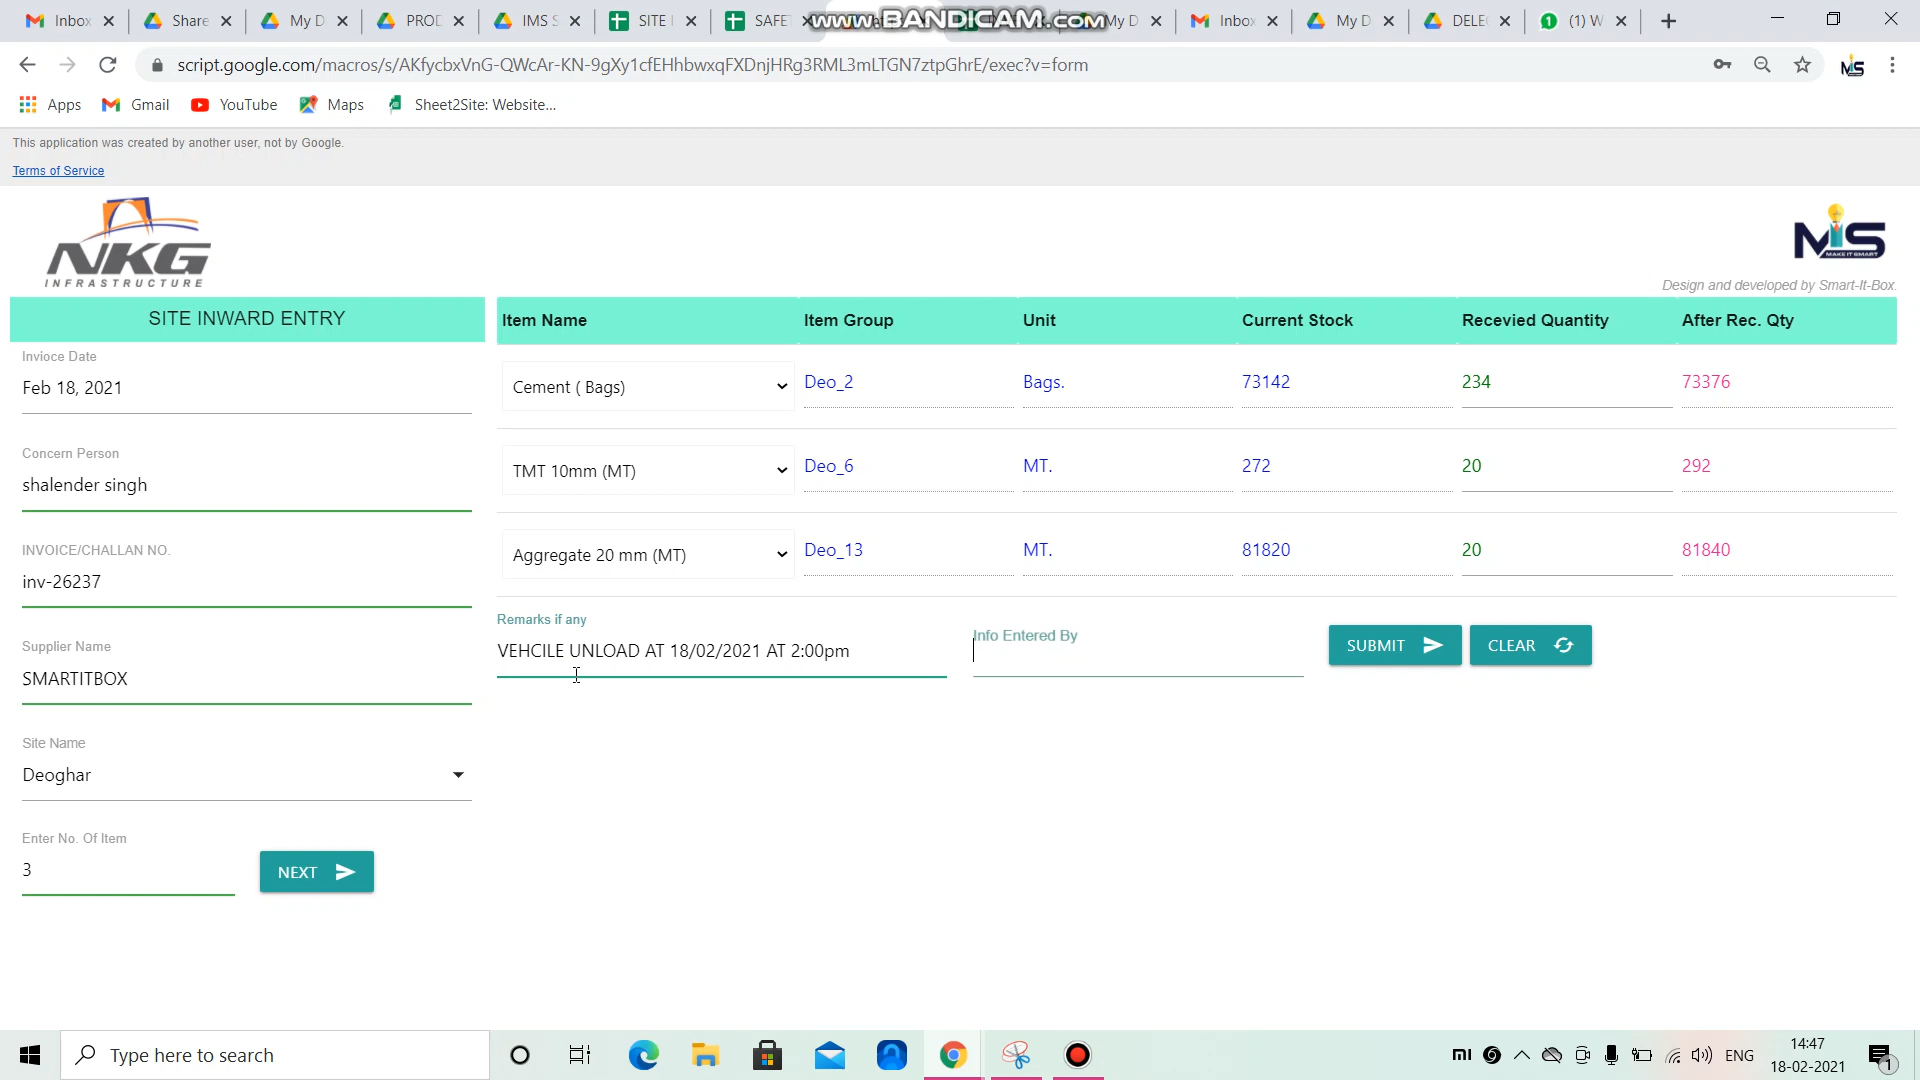 Inbox
Share
My D
PROD
IMS S
SITE I
SAFET
www.BANDICAM.com
My D
Inbox
My D
DELE
(1) W
script.google.com/macros/s/AKfycbxVnG-QWcAr-KN-9gXy1cfEHhbwxqFXDnjHRg3RML3mLTGN7ztpGhrE/exec?v=form
Apps
Gmail
YouTube
Maps
Sheet2Site: Website...
This application was created by another user, not by Google.
Terms of Service
NKG
INFRASTRUCTURE
MIS
MAKE IT SMART
Design and developed by Smart-It-Box.
SITE INWARD ENTRY
Invioce Date
Feb 18, 2021
Concern Person
shalender singh
INVOICE/CHALLAN NO.
inv-26237
Supplier Name
SMARTITBOX
Site Name
Deoghar
Enter No. Of Item
3
NEXT
Item Name Item Group Unit Current Stock Recevied Quantity After Rec. Qty
Cement ( Bags) Deo_2 Bags. 73142 234 73376
TMT 10mm (MT) Deo_6 MT. 272 20 292
Aggregate 20 mm (MT) Deo_13 MT. 81820 20 81840
Remarks if any
VEHCILE UNLOAD AT 18/02/2021 AT 2:00pm
Info Entered By
SUBMIT
CLEAR
Type here to search
ENG
14:47
18-02-2021
1